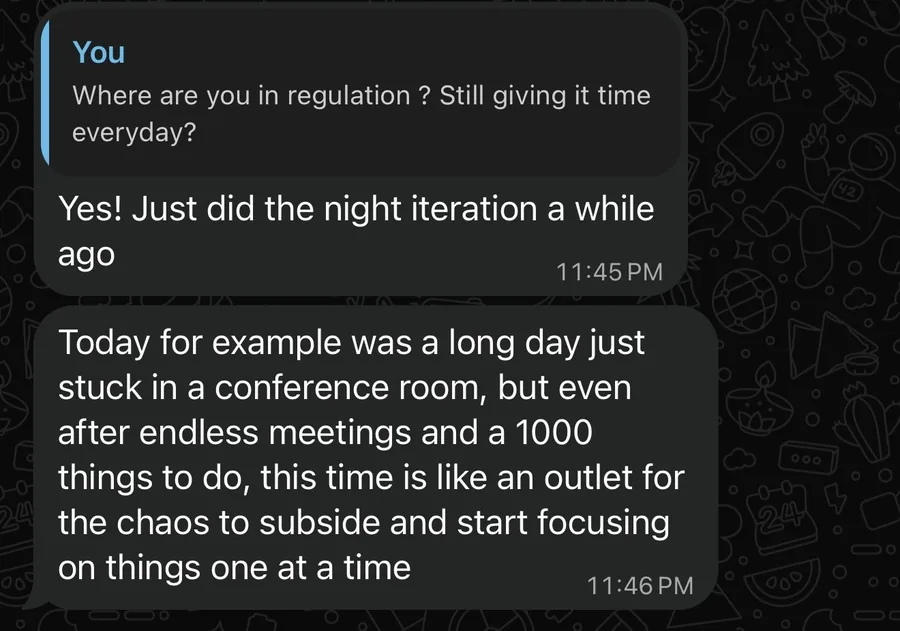 You
Where are you in regulation ? Still giving it time
everyday?
Yes! Just did the night iteration a while
ago
11:45 PM
Today for example was a long day just
stuck in a conference room, but even
after endless meetings and a 1000
things to do, this time is like an outlet for
the chaos to subside and start focusing
on things one at a time
11:46 PM